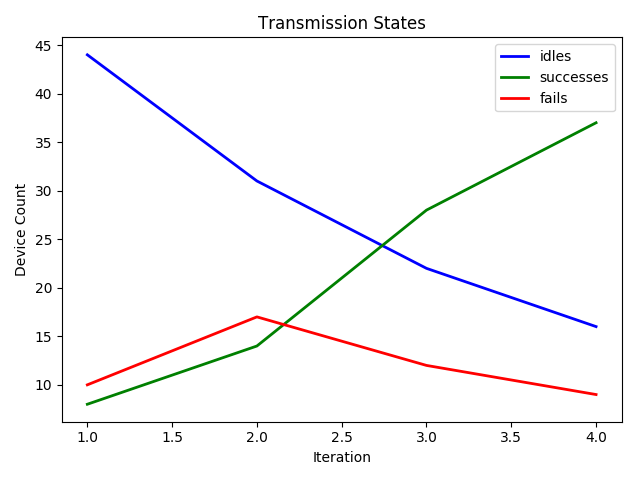 Transmission States
idles
successes
fails
Device Count
45
40
35
30
25
20
15
10
1.0 1.5 2.0 2.5 3.0 3.5 4.0
Iteration